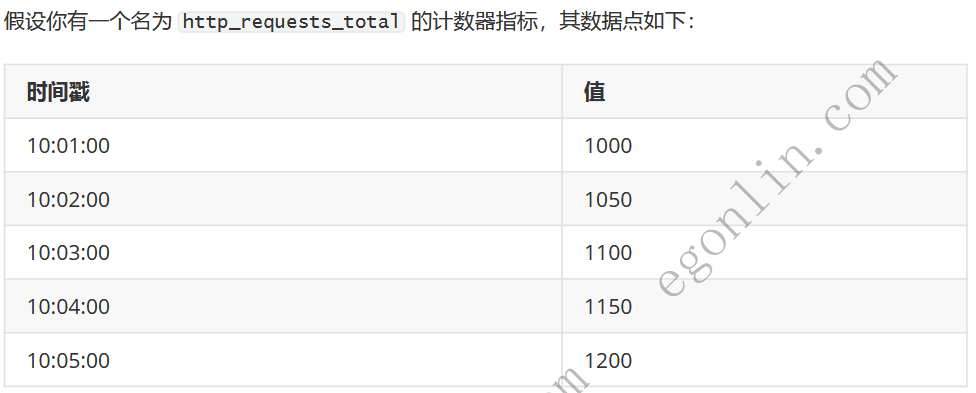 假设你有一个名为 http_requests_total 的计数器指标，其数据点如下：
时间戳 值
10:01:00 1000
10:02:00 1050
10:03:00 1100
10:04:00 1150
10:05:00 1200
egonlin.com
m